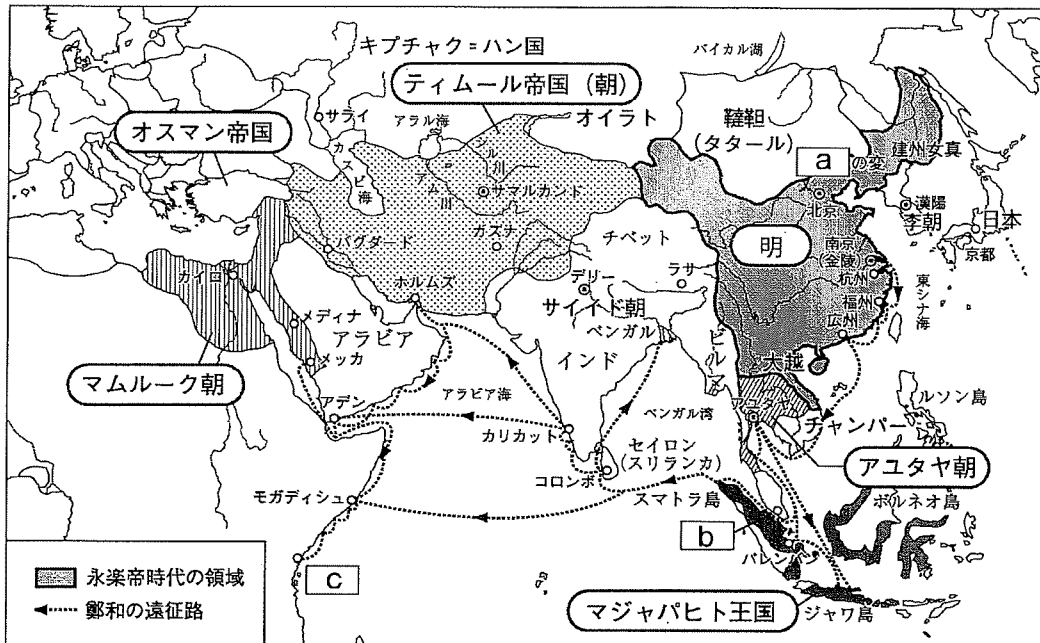 キプチャク＝ハン国
バイカル湖
ティムール帝国（朝）
サライ
アラル海
オイラト
韃靼
(タタール)
オスマン帝国
カスピ海
シル川
アム川
サマルカント
a の変
建州女真
北京
漢陽
李朝
日本
京都
バグダード
ガズナ
チベット
明
南京
(金陵)
杭州
東シナ海
カイロ
ホルムズ
デリー
ラサ
福州
サイイド朝
広州
メディナ
アラビア
ベンガル
ビルマ
メッカ
インド
大越
マムルーク朝
アユタヤ
ルソン島
アデン
アラビア海
ベンガル湾
チャンパー
カリカット
セイロン
(スリランカ)
アユタヤ朝
コロンボ
モガディシュ
スマトラ島
ボルネオ島
b
パレンバン
c
永楽帝時代の領域
鄭和の遠征路
マジャパヒト王国
ジャワ島